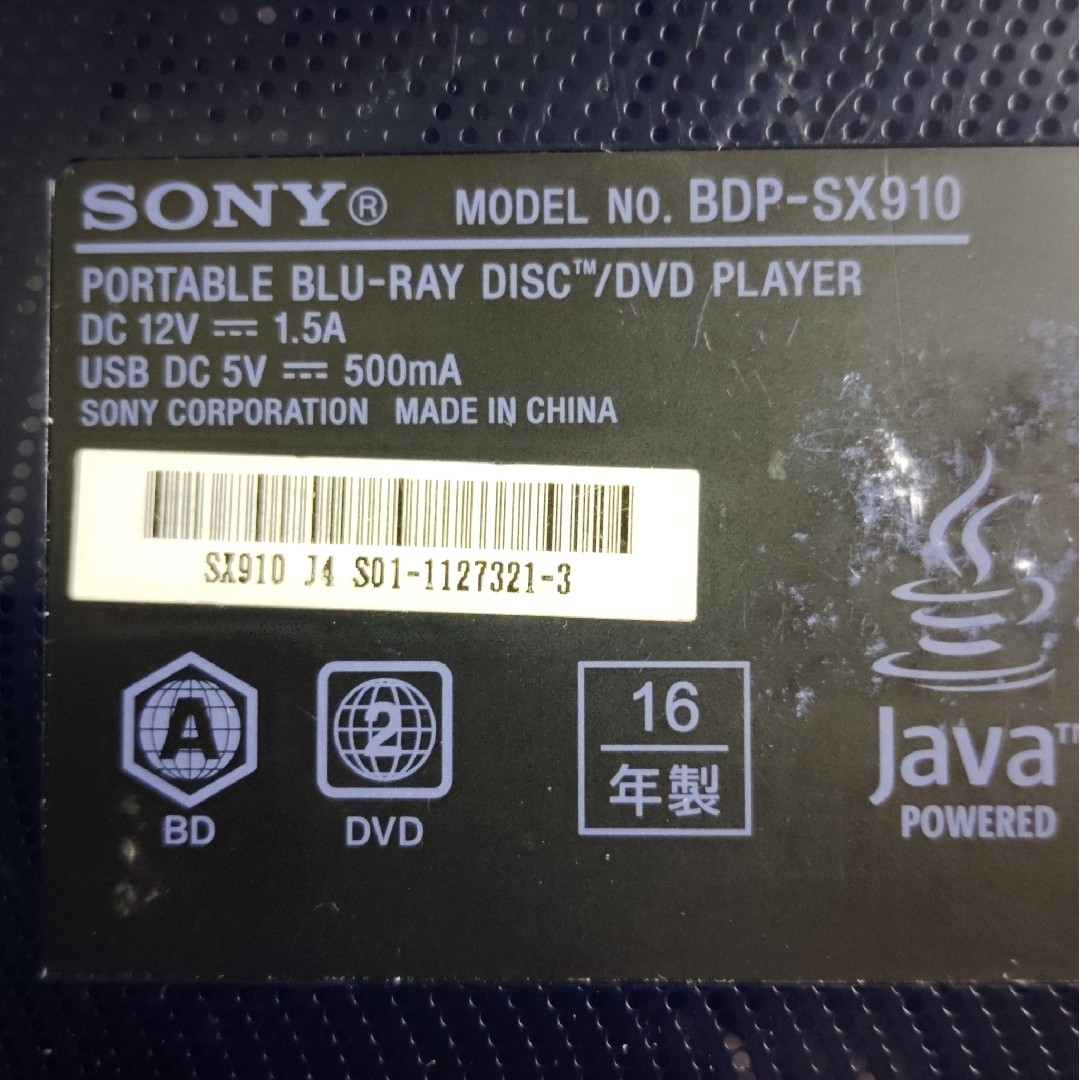 SONY® MODEL NO. BDP-SX910
PORTABLE BLU-RAY DISC™/DVD PLAYER
DC 12V ⎓ 1.5A
USB DC 5V ⎓ 500mA
SONY CORPORATION MADE IN CHINA
SX910 J4 S01-1127321-3
A
BD
2
DVD
16
年製
Java™
POWERED